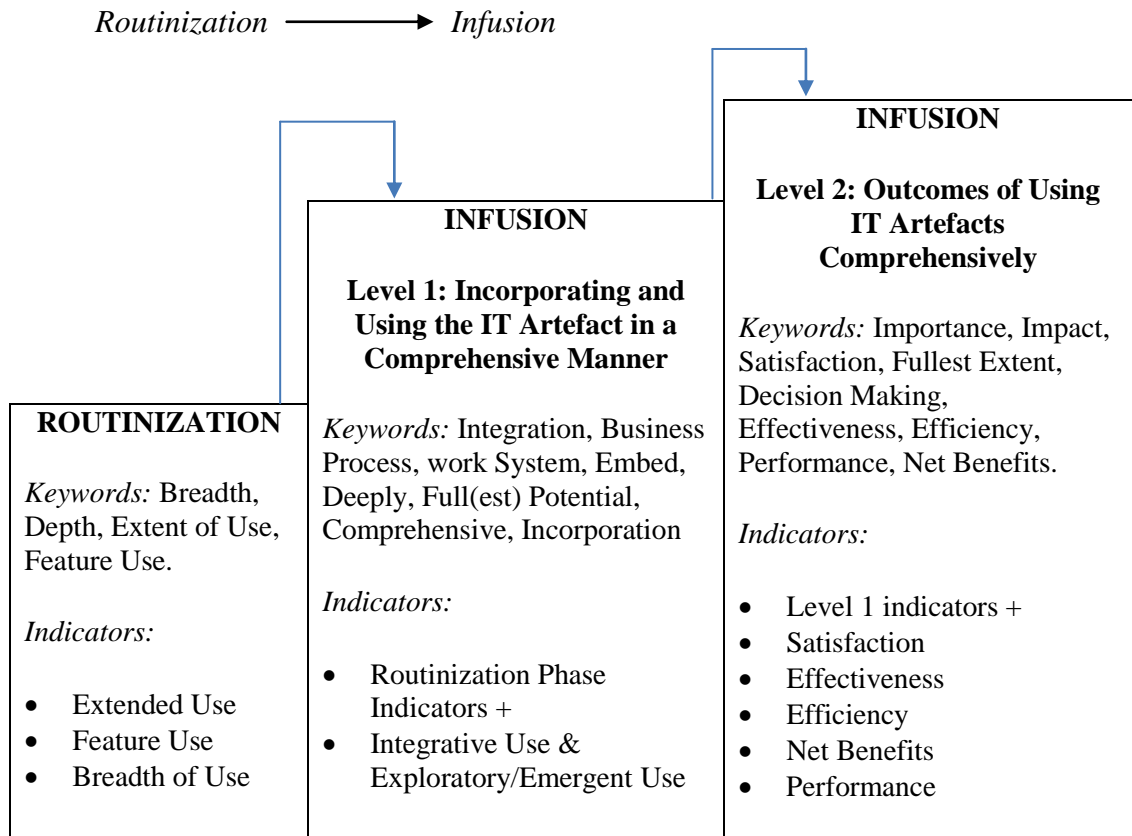 Routinization Infusion
ROUTINIZATION
Keywords: Breadth,
Depth, Extent of Use,
Feature Use.
Indicators:
• Extended Use
• Feature Use
• Breadth of Use
INFUSION
Level 1: Incorporating and
Using the IT Artefact in a
Comprehensive Manner
Keywords: Integration, Business
Process, work System, Embed,
Deeply, Full(est) Potential,
Comprehensive, Incorporation
Indicators:
• Routinization Phase
Indicators +
• Integrative Use &
Exploratory/Emergent Use
INFUSION
Level 2: Outcomes of Using
IT Artefacts
Comprehensively
Keywords: Importance, Impact,
Satisfaction, Fullest Extent,
Decision Making,
Effectiveness, Efficiency,
Performance, Net Benefits.
Indicators:
• Level 1 indicators +
• Satisfaction
• Effectiveness
• Efficiency
• Net Benefits
• Performance